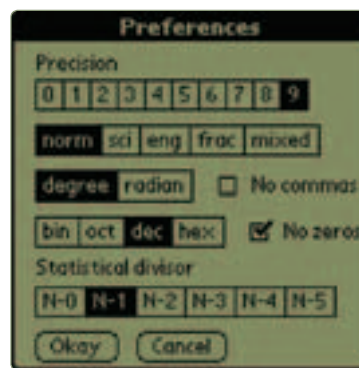 Preferences
Precision
0 1 2 3 4 5 6 7 8 9
norm sci eng frac mixed
degree radian No commas
bin oct dec hex No zeros
Statistical divisor
N-0 N-1 N-2 N-3 N-4 N-5
Okay Cancel